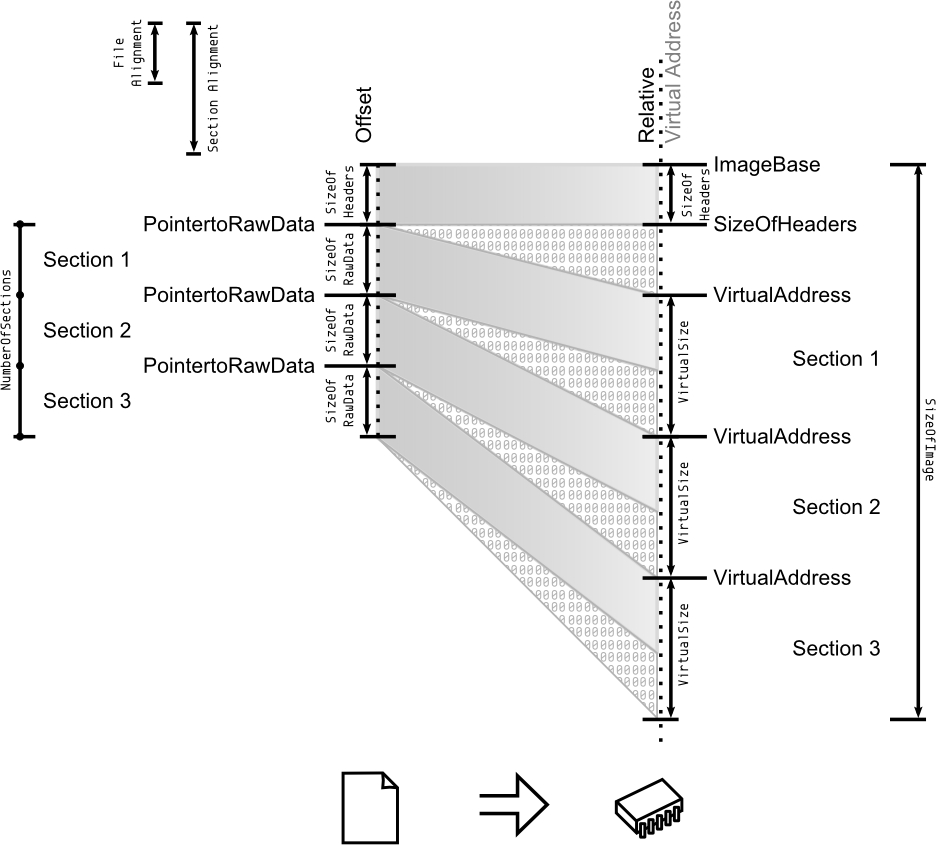 File
Alignment
Section Alignment
Offset
Relative
Virtual Address
ImageBase
SizeOf
Headers
SizeOf
Headers
PointertoRawData
SizeOfHeaders
Section 1
SizeOf
RawData
PointertoRawData
VirtualAddress
NumberOfSections
Section 2
SizeOf
RawData
VirtualSize
Section 1
PointertoRawData
Section 3
SizeOf
RawData
VirtualAddress
SizeOfImage
VirtualSize
Section 2
VirtualAddress
VirtualSize
Section 3